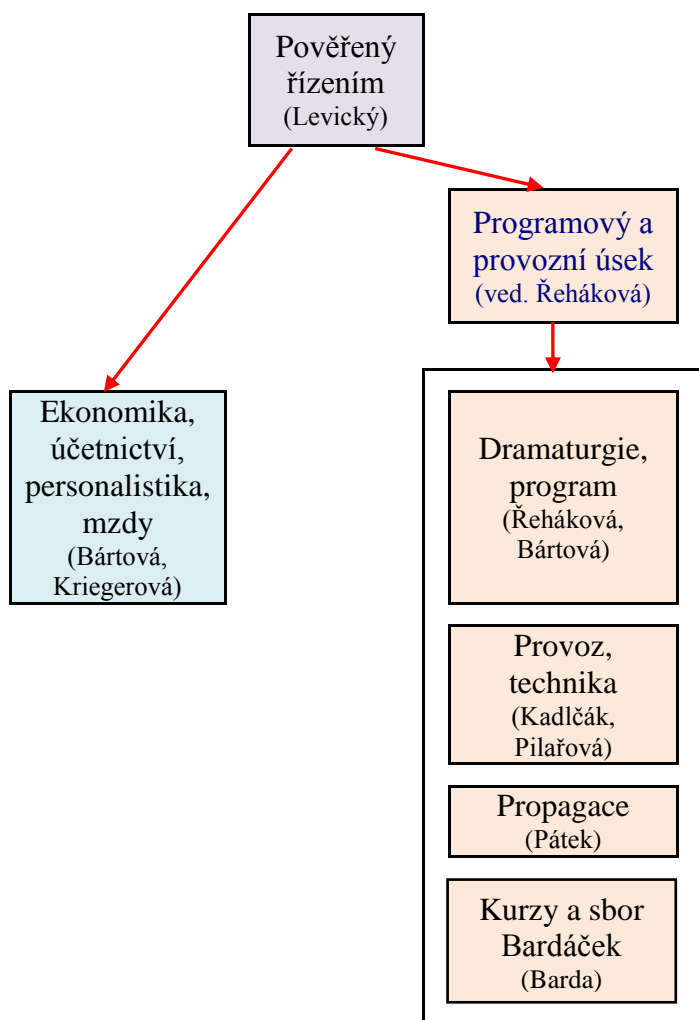 Pověřený
řízením
(Levický)
Programový a
provozní úsek
(ved. Řeháková)
Ekonomika,
účetnictví,
personalistika,
mzdy
(Bártová,
Kriegerová)
Dramaturgie,
program
(Řeháková,
Bártová)
Provoz,
technika
(Kadlčák,
Pilařová)
Propagace
(Pátek)
Kurzy a sbor
Bardáček
(Barda)